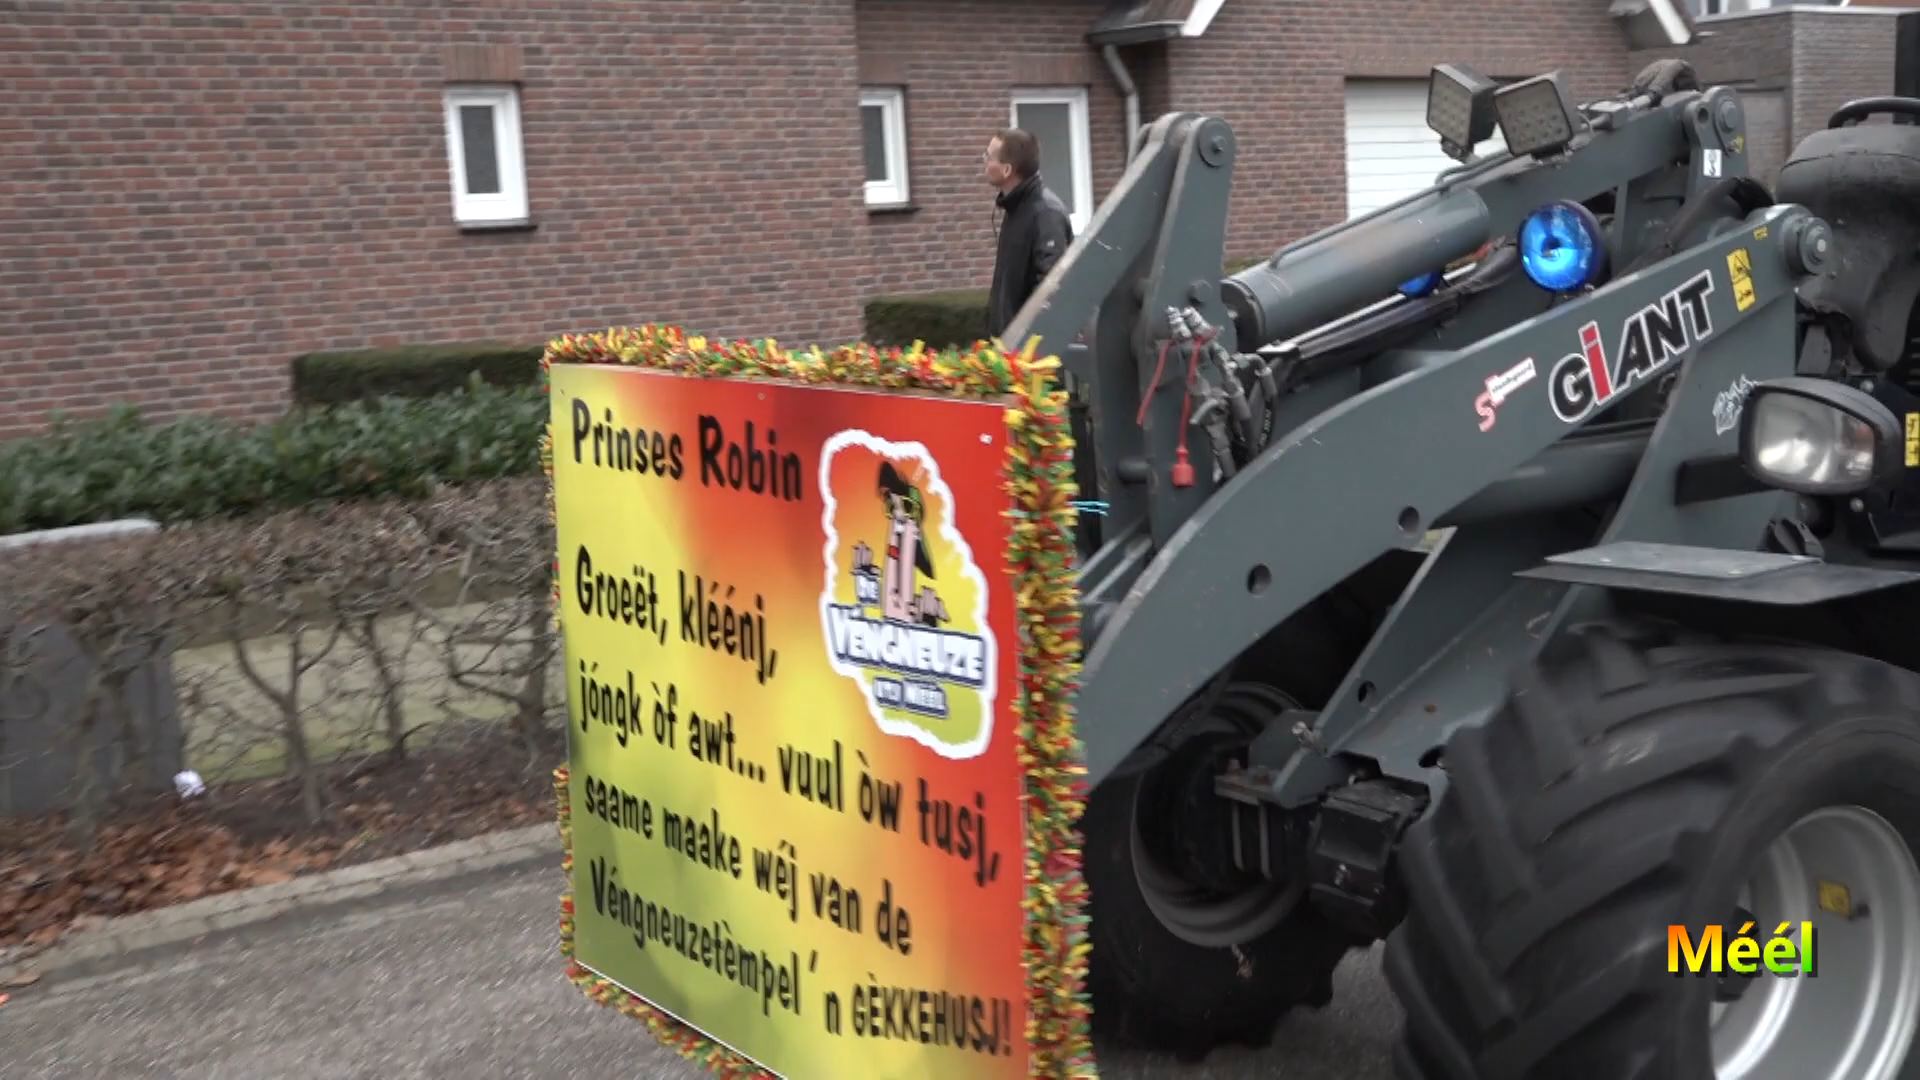 Prinses Robin
Groeët, kléénj,
jóngk òf awt... vuul òw tusj,
saame maake wéj van de
Véngneuzetèmpel 'n GÈKKEHUSJ!
DE
VÉNGNEUZE
GIANT
Méél